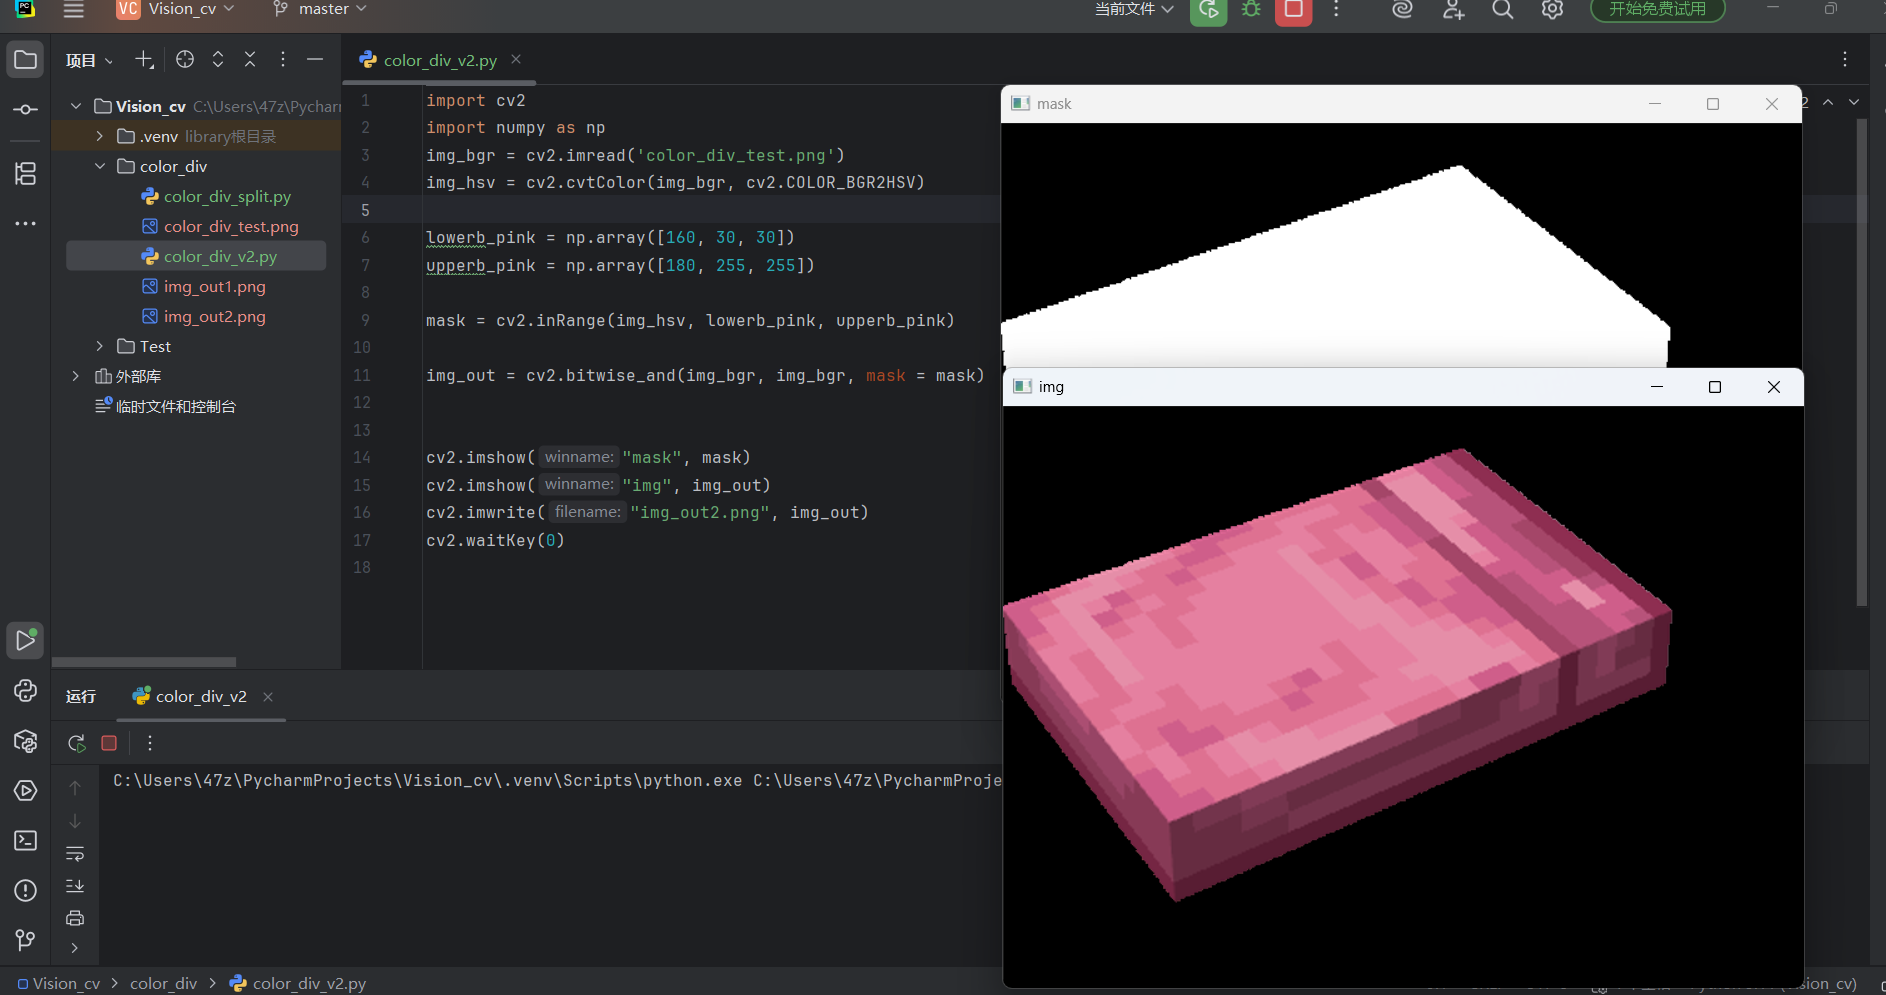 VC Vision_cv master 当前文件 开始免费试用
项目
color_div_v2.py
Vision_cv C:\Users\47z\Pycharm
.venv library根目录
color_div
color_div_split.py
color_div_test.png
color_div_v2.py
img_out1.png
img_out2.png
Test
外部库
临时文件和控制台
1 import cv2
2 import numpy as np
3 img_bgr = cv2.imread('color_div_test.png')
4 img_hsv = cv2.cvtColor(img_bgr, cv2.COLOR_BGR2HSV)
5
6 lowerb_pink = np.array([160, 30, 30])
7 upperb_pink = np.array([180, 255, 255])
8
9 mask = cv2.inRange(img_hsv, lowerb_pink, upperb_pink)
10
11 img_out = cv2.bitwise_and(img_bgr, img_bgr, mask = mask)
12
13
14 cv2.imshow( winname: "mask", mask)
15 cv2.imshow( winname: "img", img_out)
16 cv2.imwrite( filename: "img_out2.png", img_out)
17 cv2.waitKey(0)
18
mask
2
img
运行 color_div_v2
C:\Users\47z\PycharmProjects\Vision_cv\.venv\Scripts\python.exe C:\Users\47z\PycharmProje
Vision_cv color_div color_div_v2.py